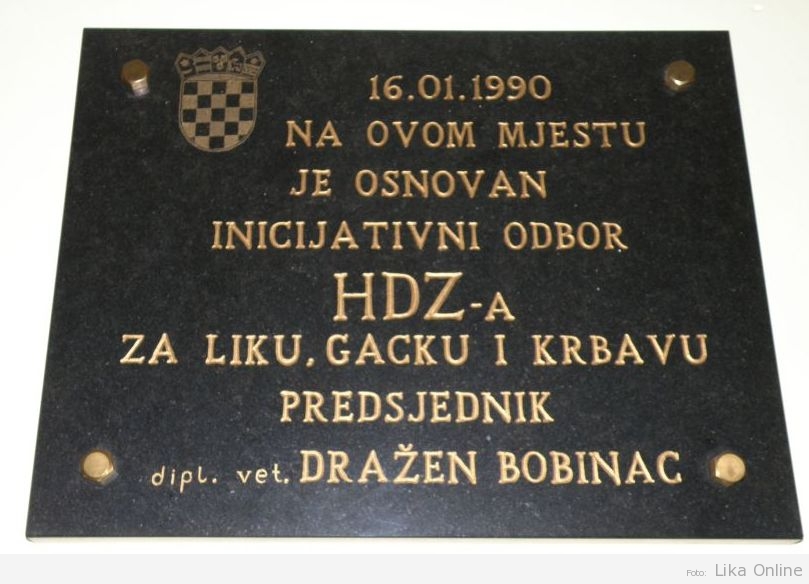 16.01.1990
NA OVOM MJESTU
JE OSNOVAN
INICIJATIVNI ODBOR
HDZ-A
ZA LIKU, GACKU I KRBAVU
PREDSJEDNIK
dipl. vet. DRAŽEN BOBINAC
Foto: Lika Online